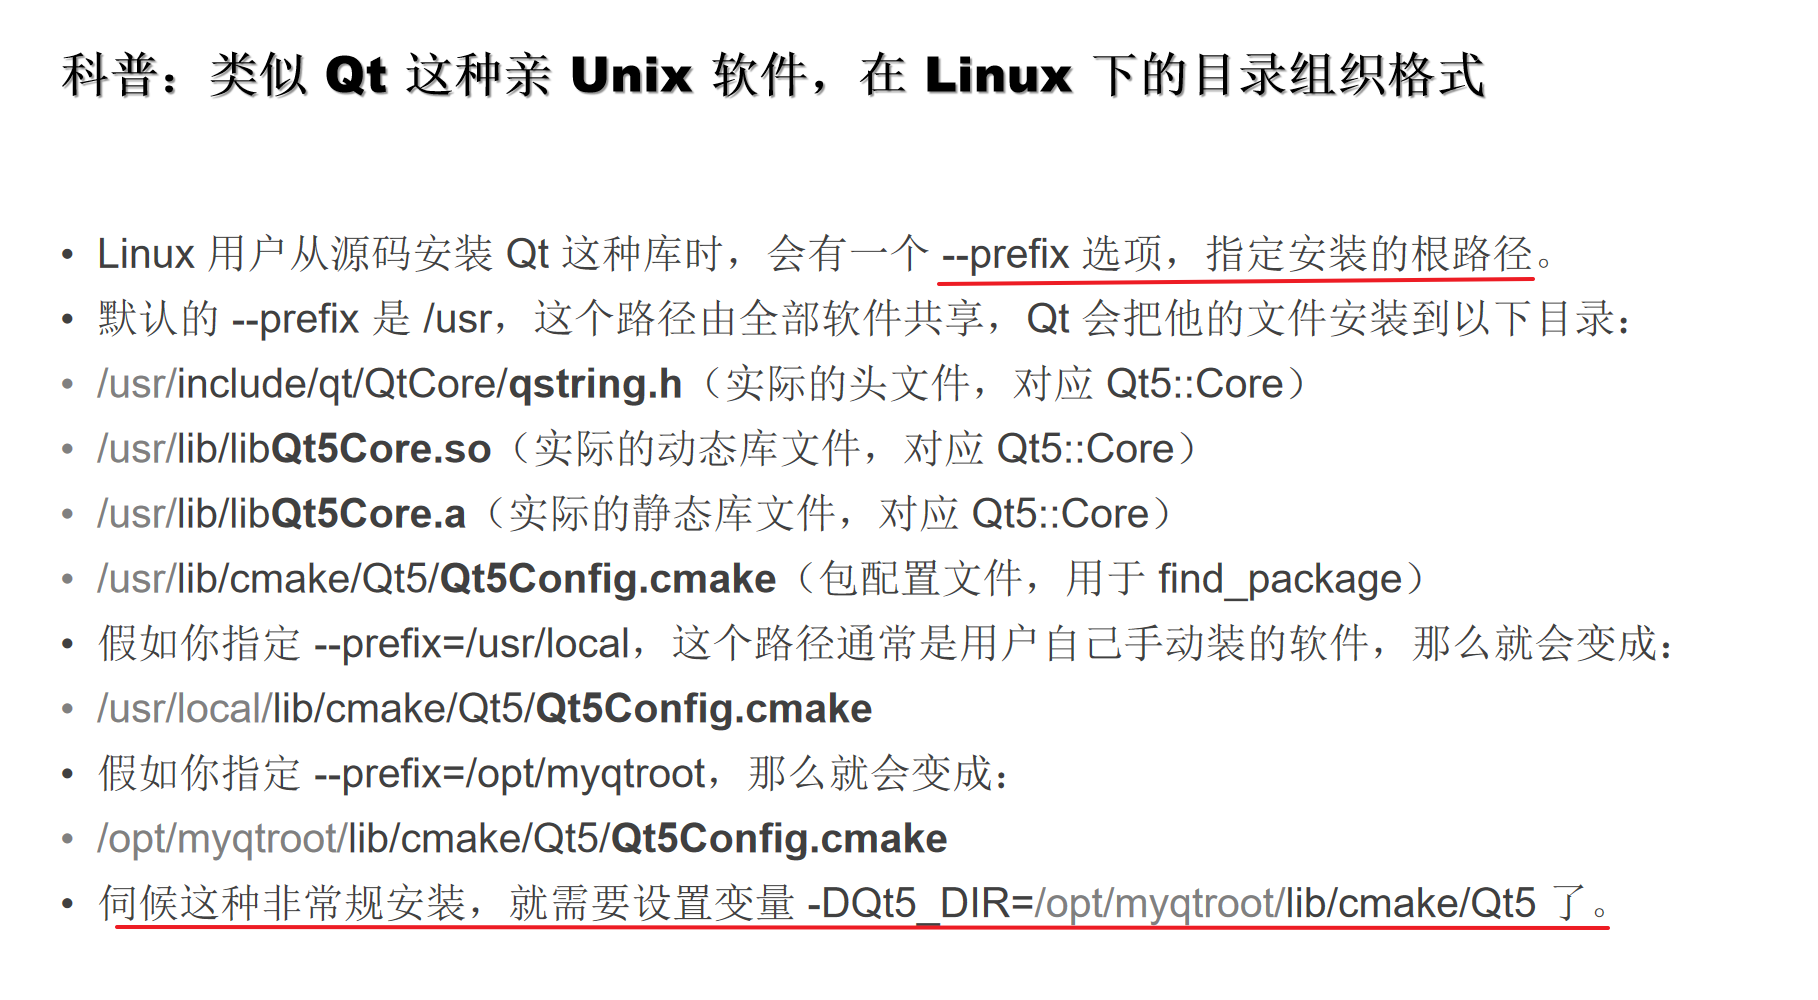 科普：类似 Qt 这种亲 Unix 软件，在 Linux 下的目录组织格式
• Linux 用户从源码安装 Qt 这种库时，会有一个 --prefix 选项，指定安装的根路径。
• 默认的 --prefix 是 /usr，这个路径由全部软件共享，Qt 会把他的文件安装到以下目录：
• /usr/include/qt/QtCore/qstring.h（实际的头文件，对应 Qt5::Core）
• /usr/lib/libQt5Core.so（实际的动态库文件，对应 Qt5::Core）
• /usr/lib/libQt5Core.a（实际的静态库文件，对应 Qt5::Core）
• /usr/lib/cmake/Qt5/Qt5Config.cmake（包配置文件，用于 find_package）
• 假如你指定 --prefix=/usr/local，这个路径通常是用户自己手动装的软件，那么就会变成：
• /usr/local/lib/cmake/Qt5/Qt5Config.cmake
• 假如你指定 --prefix=/opt/myqtroot，那么就会变成：
• /opt/myqtroot/lib/cmake/Qt5/Qt5Config.cmake
• 伺候这种非常规安装，就需要设置变量 -DQt5_DIR=/opt/myqtroot/lib/cmake/Qt5 了。